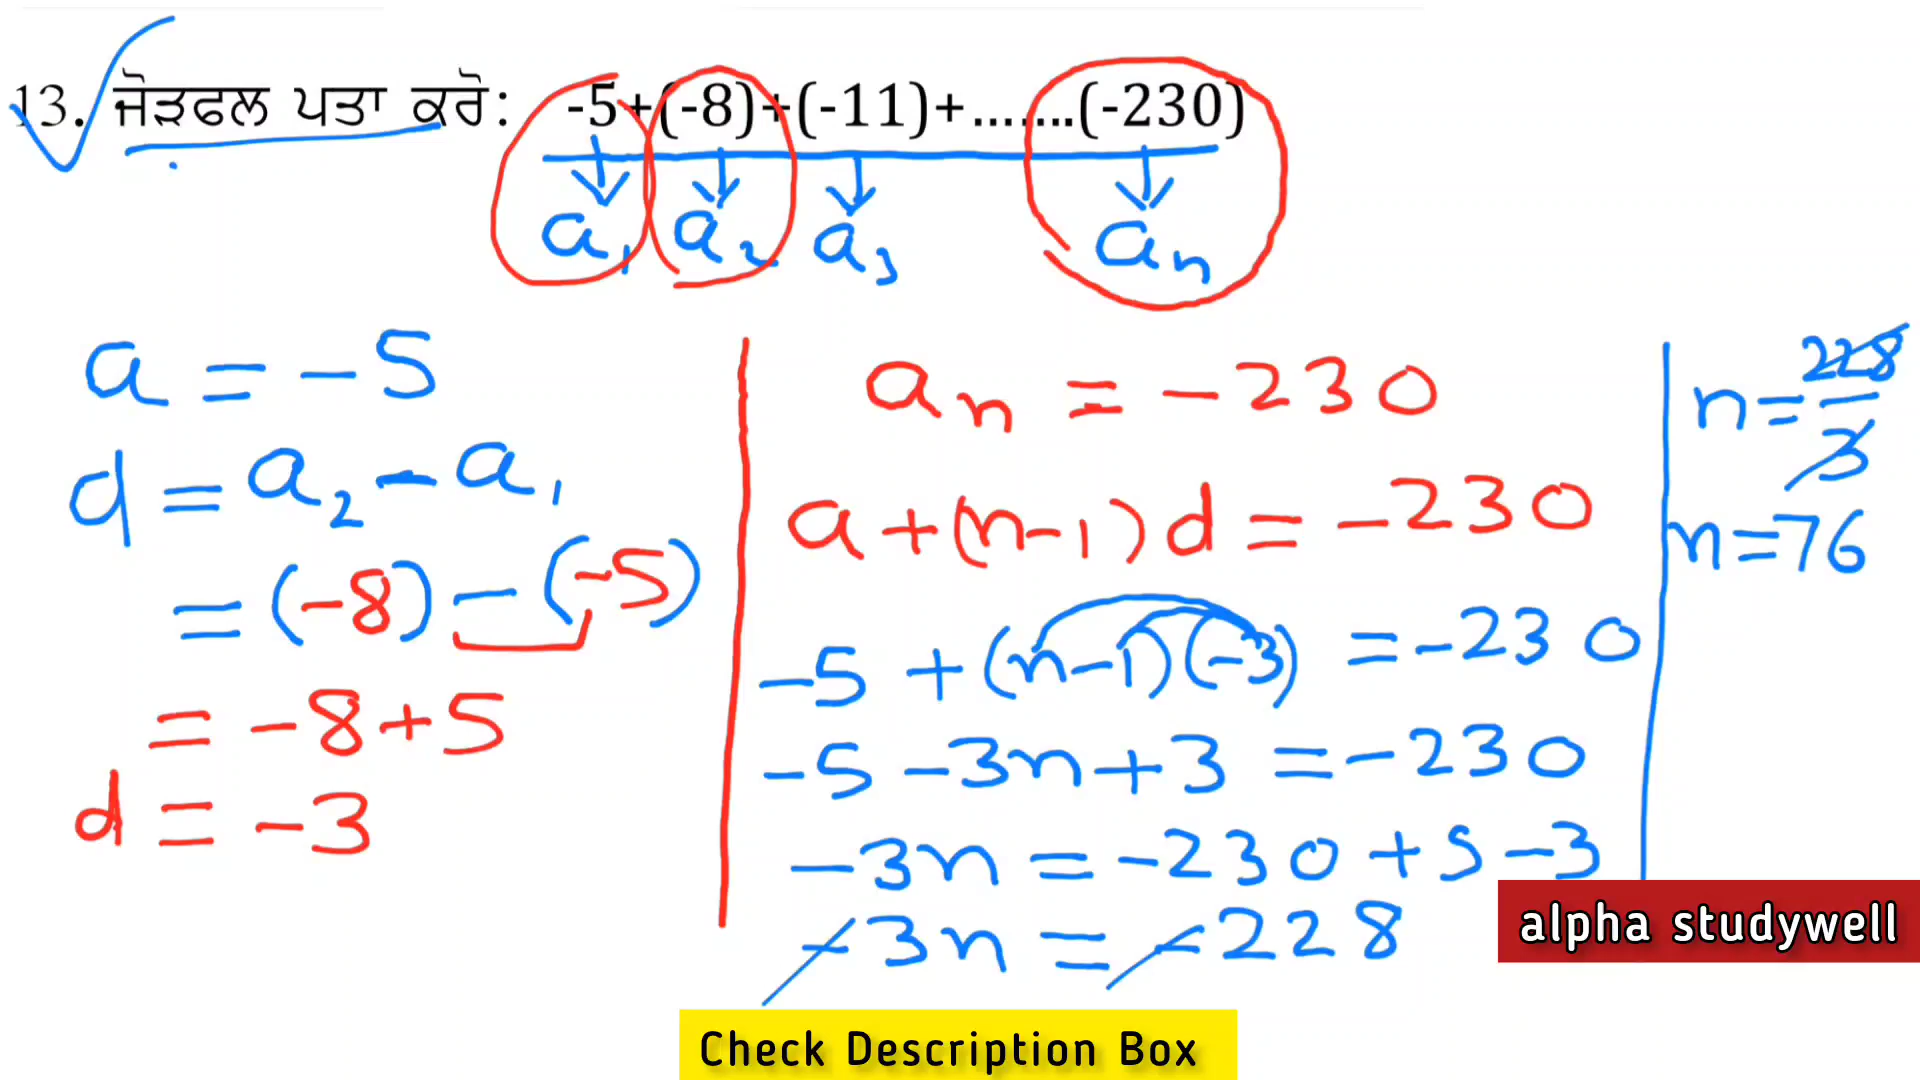 13. ਜੋੜਫਲ ਪਤਾ ਕਰੋ: -5+(-8)+(-11)+.......(-230)
a₁ a₂ a₃ aₙ
a = -5
d = a₂ - a₁
= (-8) - (-5)
= -8+5
d = -3
aₙ = -230
a+(n-1)d = -230
-5 + (n-1)(-3) = -230
-5 -3n+3 = -230
-3n = -230 +5 -3
-3n = -228
n = 228/3
n = 76
alpha studywell
Check Description Box